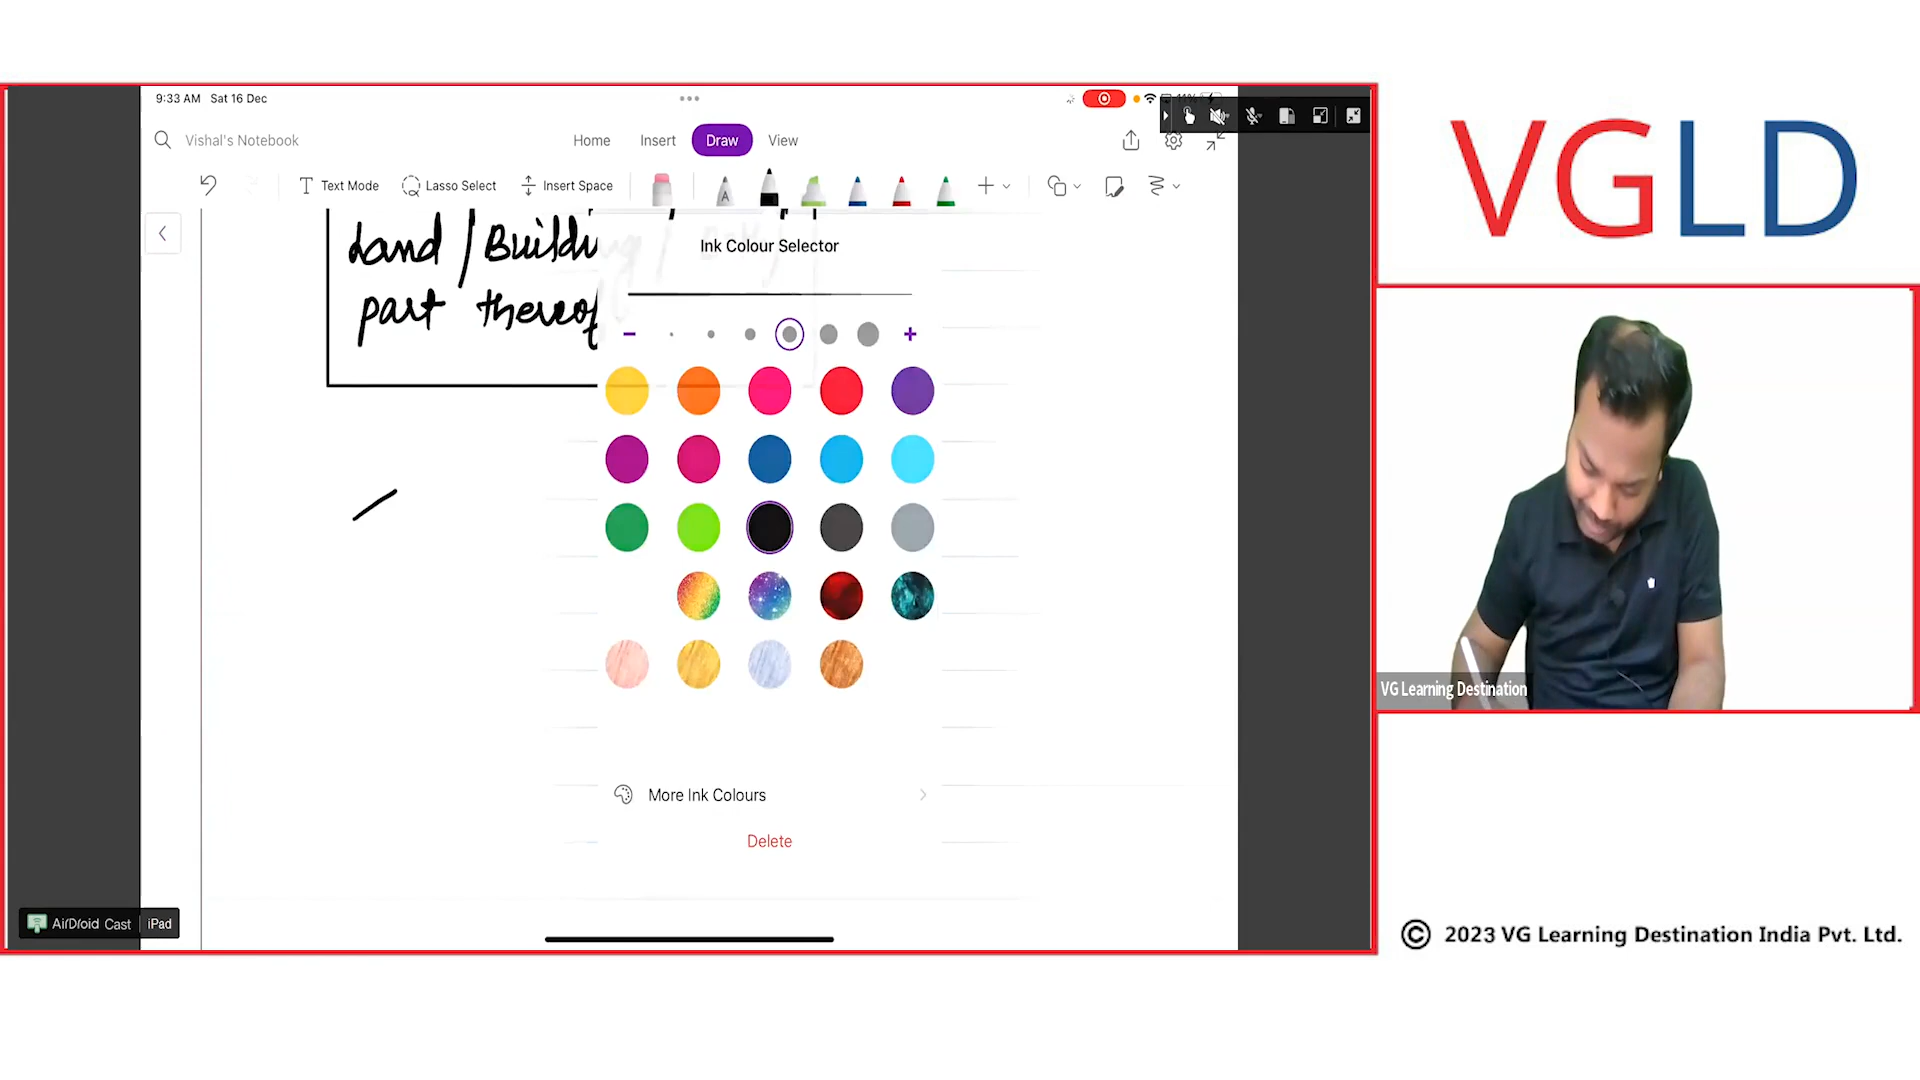 9:33 AM Sat 16 Dec
11%
Vishal's Notebook
Home Insert Draw View
Text Mode Lasso Select Insert Space
A
Land / Building /
part thereof
Ink Colour Selector
More Ink Colours
Delete
AirDroid Cast iPad
VGLD
VG Learning Destination
© 2023 VG Learning Destination India Pvt. Ltd.